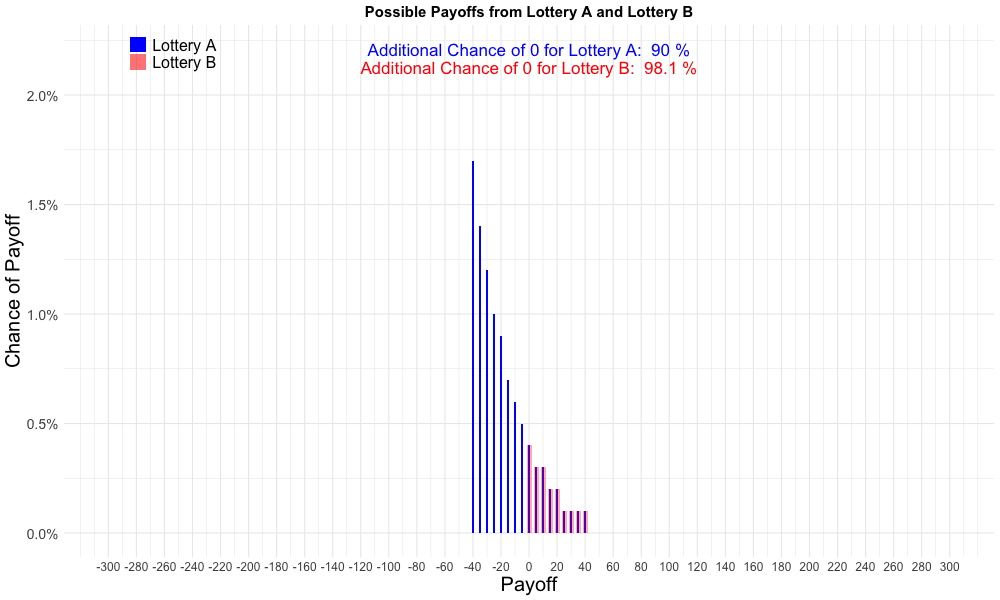 Possible Payoffs from Lottery A and Lottery B
Lottery A
Lottery B
Additional Chance of 0 for Lottery A:  90 %
Additional Chance of 0 for Lottery B:  98.1 %
Chance of Payoff
2.0%
1.5%
1.0%
0.5%
0.0%
-300 -280 -260 -240 -220 -200 -180 -160 -140 -120 -100 -80 -60 -40 -20 0 20 40 60 80 100 120 140 160 180 200 220 240 260 280 300
Payoff